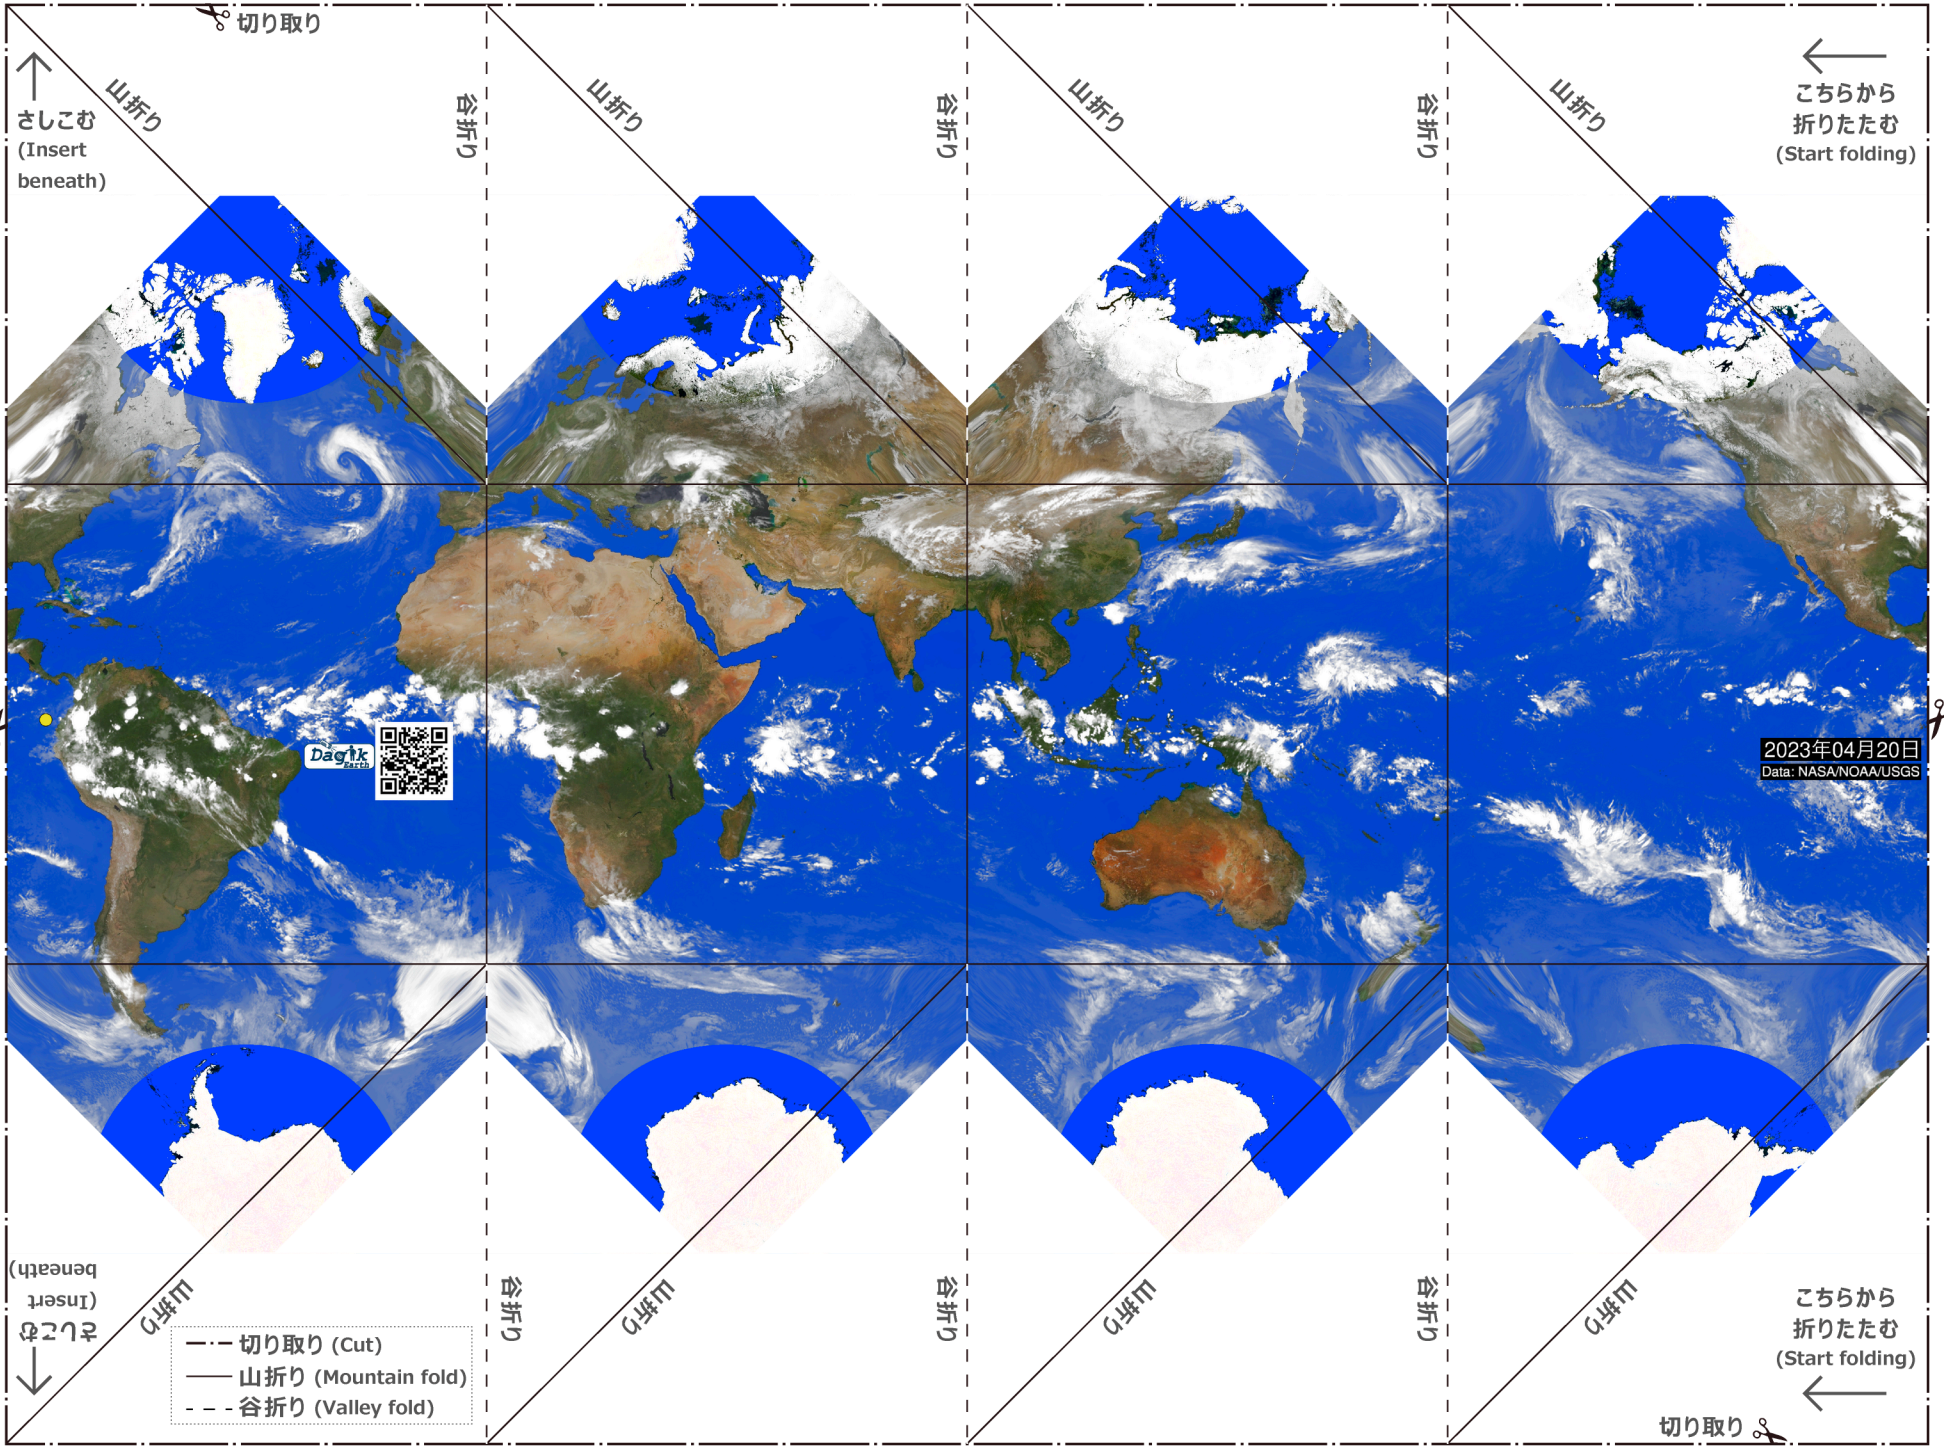 切り取り
山折り
谷折り
山折り
谷折り
山折り
谷折り
山折り
さしこむ
(Insert
beneath)
こちらから
折りたたむ
(Start folding)
Dagik
Earth
2023年04月20日
Data: NASA/NOAA/USGS
さしこむ
(Insert
beneath)
山折り
谷折り
山折り
谷折り
山折り
谷折り
山折り
切り取り (Cut)
山折り (Mountain fold)
谷折り (Valley fold)
こちらから
折りたたむ
(Start folding)
切り取り